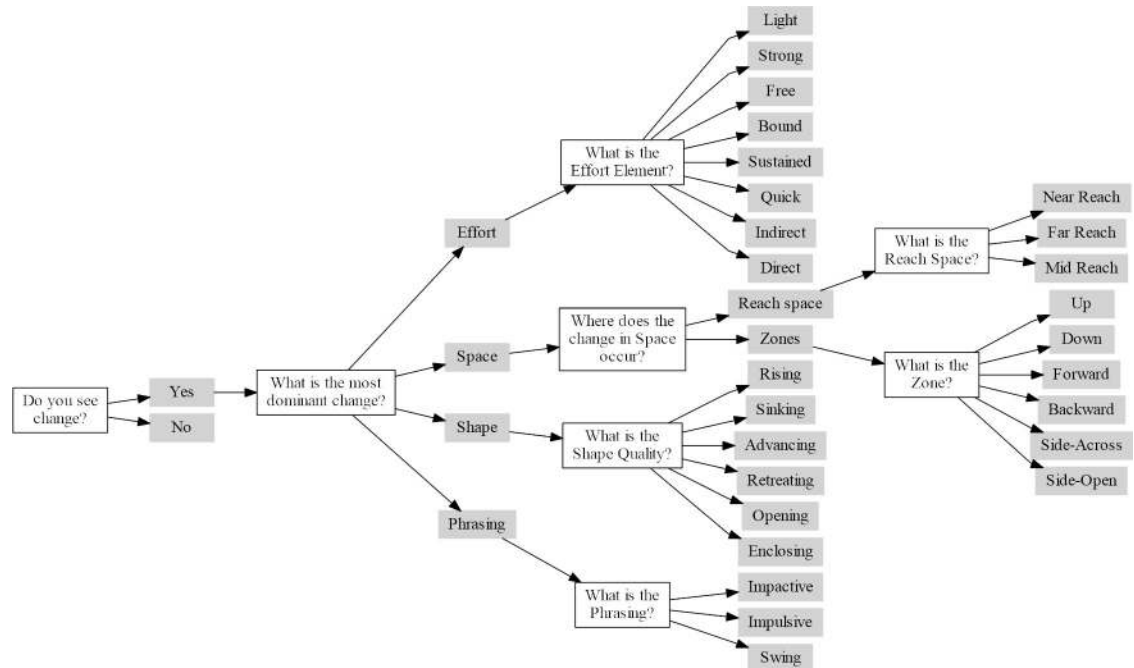 Do you see
change?
Yes
No
What is the most
dominant change?
Effort
Space
Shape
Phrasing
What is the
Effort Element?
Light
Strong
Free
Bound
Sustained
Quick
Indirect
Direct
Where does the
change in Space
occur?
Reach space
Zones
What is the
Shape Quality?
Rising
Sinking
Advancing
Retreating
Opening
Enclosing
What is the
Phrasing?
Impactive
Impulsive
Swing
What is the
Reach Space?
Near Reach
Far Reach
Mid Reach
What is the
Zone?
Up
Down
Forward
Backward
Side-Across
Side-Open